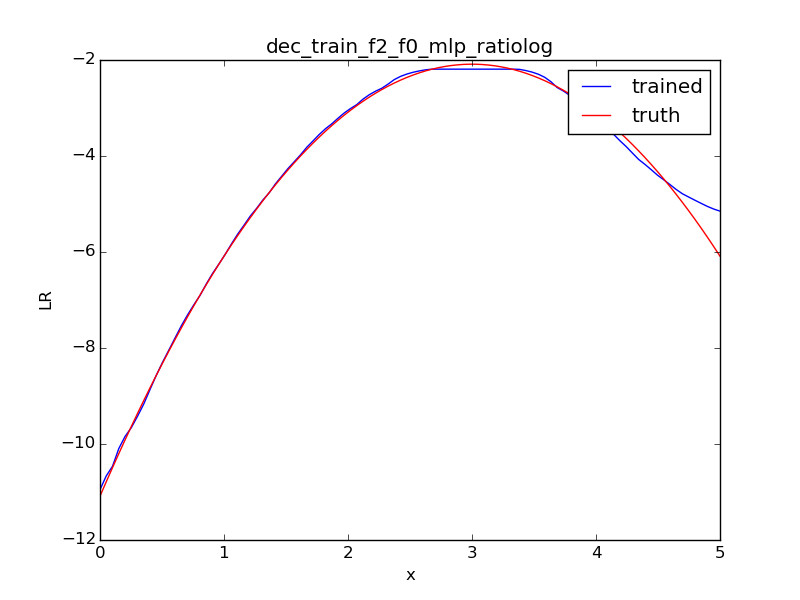 dec_train_f2_f0_mlp_ratiolog
trained
truth
−2
−4
−6
−8
−10
−12
LR
0 1 2 3 4 5
x